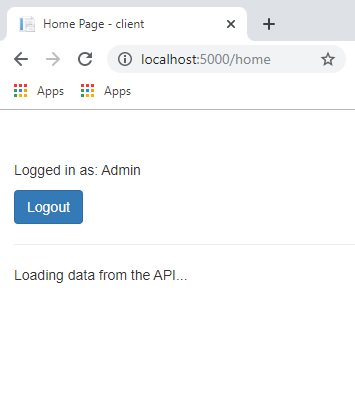 Home Page - client
localhost:5000/home
Apps Apps
Logged in as: Admin
Logout
Loading data from the API...